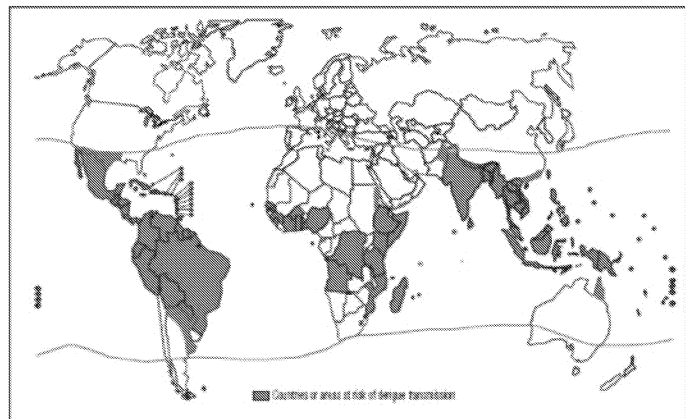 Countries or areas at risk of dengue transmission